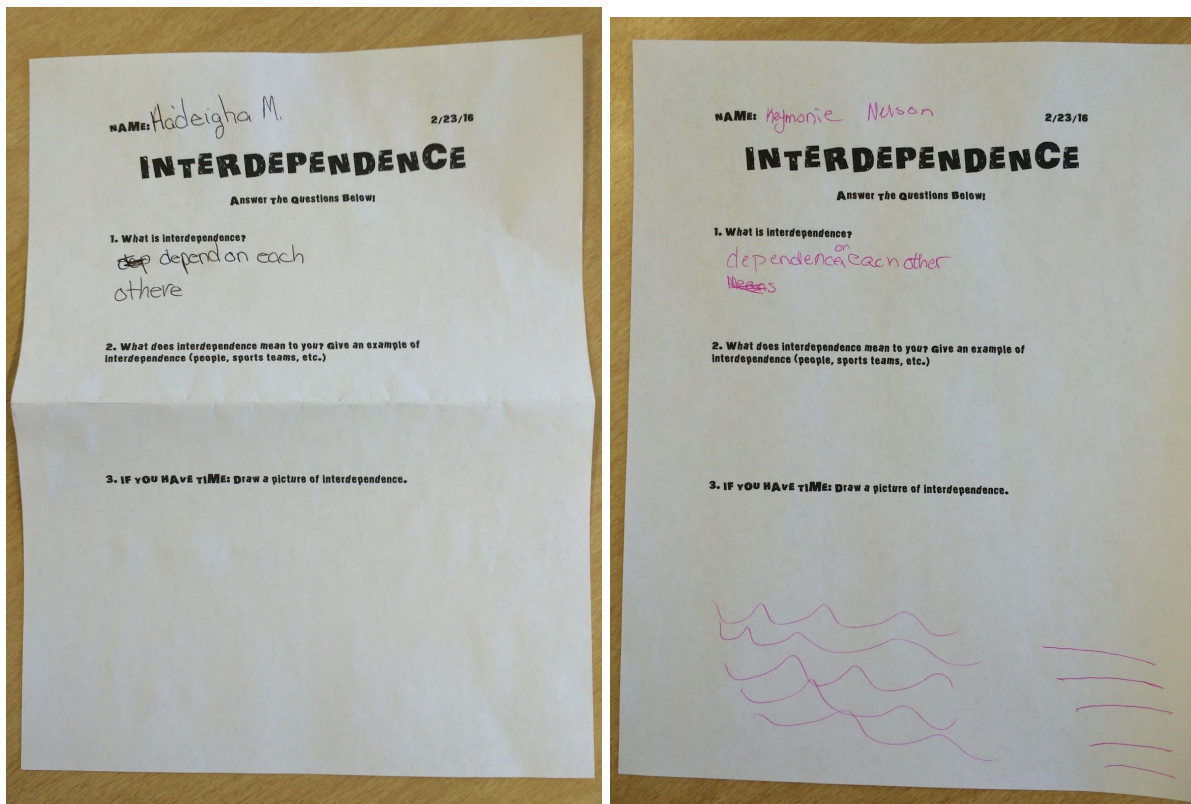 NAME: Hadeigha M.
2/23/16
INTERDEPENDENCE
Answer The Questions Below!
1. What is interdependence?
dep depend on each
othere
2. What does interdependence mean to you? Give an example of
interdependence (people, sports teams, etc.)
3. IF YOU HAVE TIME: Draw a picture of interdependence.
NAME: Keymonie Nelson
2/23/16
INTERDEPENDENCE
Answer The Questions Below!
1. What is interdependence?
dependence on each other
Means
2. What does interdependence mean to you? Give an example of
interdependence (people, sports teams, etc.)
3. IF YOU HAVE TIME: Draw a picture of interdependence.